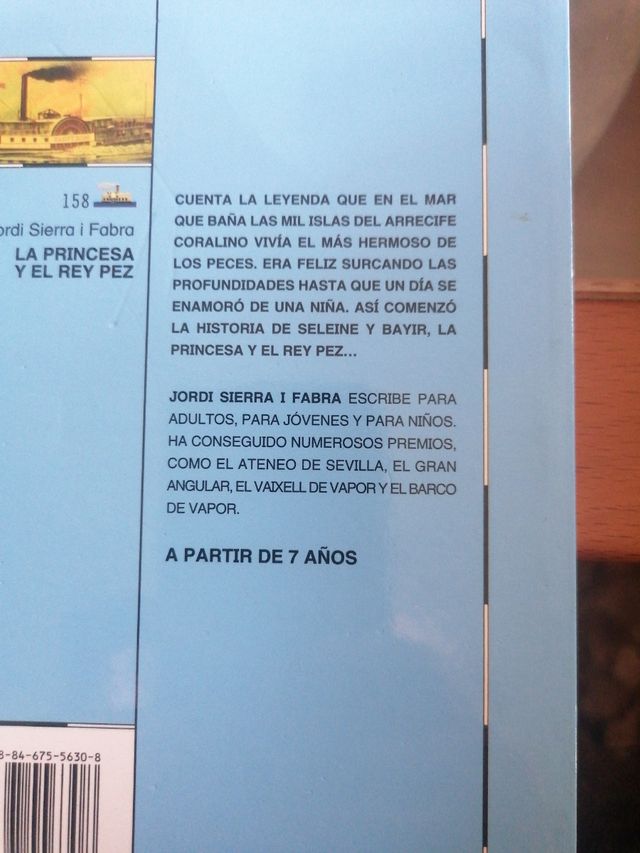 158
ordi Sierra i Fabra
LA PRINCESA
Y EL REY PEZ
CUENTA LA LEYENDA QUE EN EL MAR
QUE BAÑA LAS MIL ISLAS DEL ARRECIFE
CORALINO VIVÍA EL MÁS HERMOSO DE
LOS PECES. ERA FELIZ SURCANDO LAS
PROFUNDIDADES HASTA QUE UN DÍA SE
ENAMORÓ DE UNA NIÑA. ASÍ COMENZÓ
LA HISTORIA DE SELEINE Y BAYIR, LA
PRINCESA Y EL REY PEZ...
JORDI SIERRA I FABRA ESCRIBE PARA
ADULTOS, PARA JÓVENES Y PARA NIÑOS.
HA CONSEGUIDO NUMEROSOS PREMIOS,
COMO EL ATENEO DE SEVILLA, EL GRAN
ANGULAR, EL VAIXELL DE VAPOR Y EL BARCO
DE VAPOR.
A PARTIR DE 7 AÑOS
8-84-675-5630-8